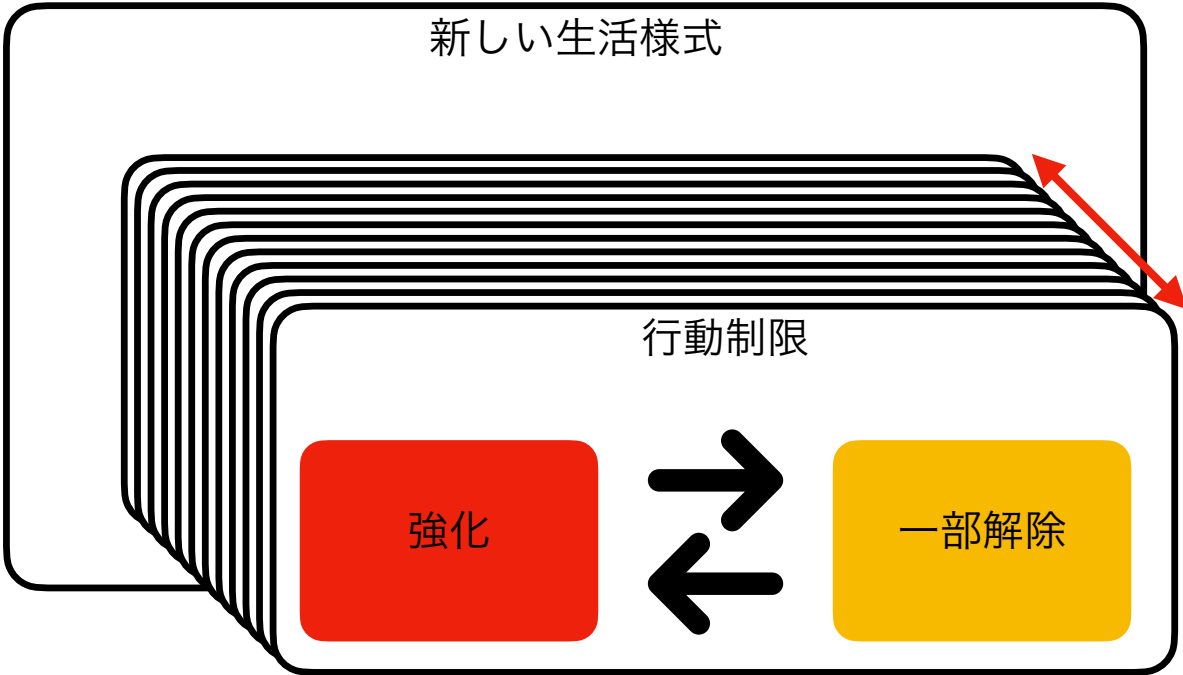 新しい生活様式
行動制限
強化
一部解除